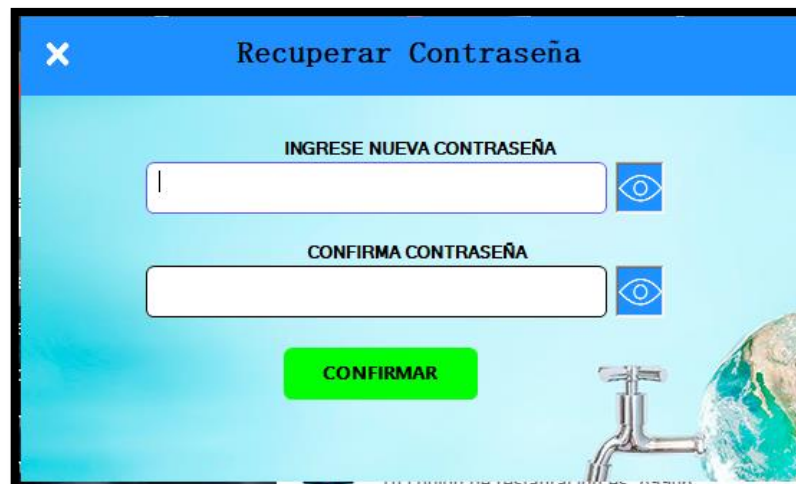 Recuperar Contraseña
INGRESE NUEVA CONTRASEÑA
CONFIRMA CONTRASEÑA
CONFIRMAR